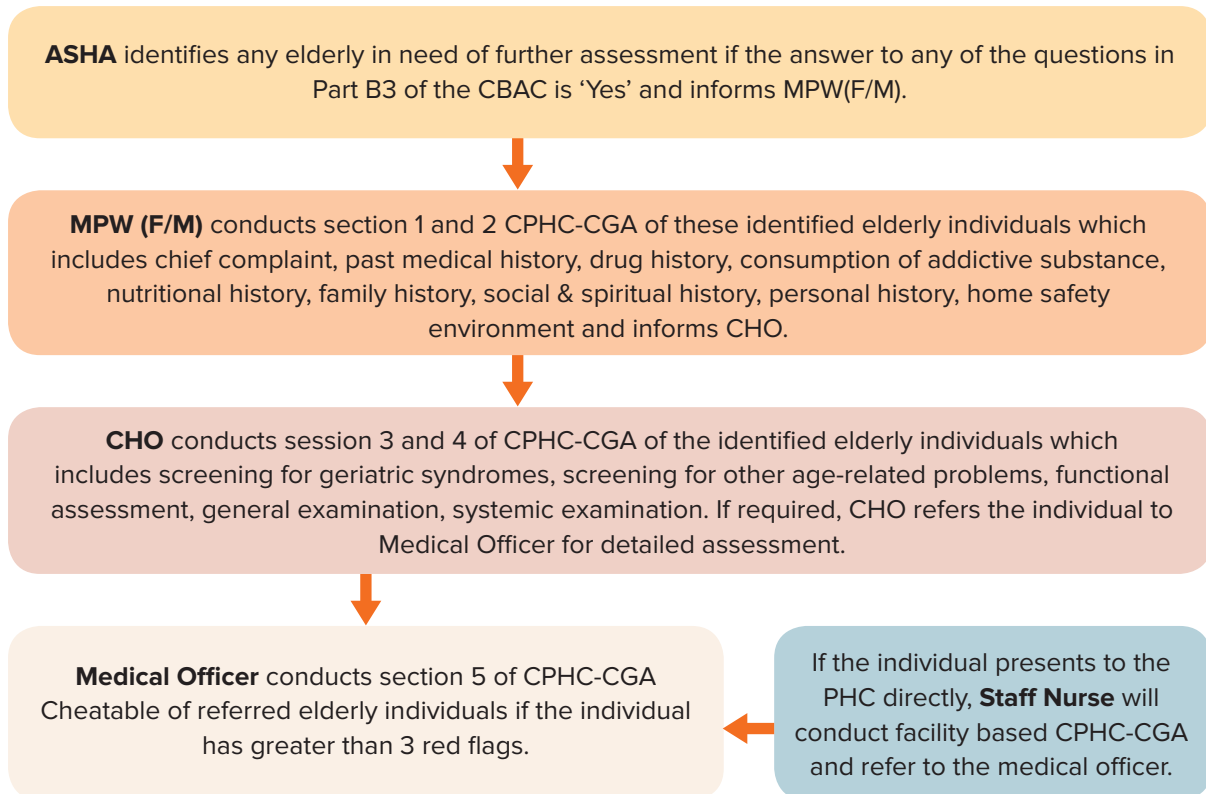 ASHA identifies any elderly in need of further assessment if the answer to any of the questions in
Part B3 of the CBAC is ‘Yes’ and informs MPW(F/M).
MPW (F/M) conducts section 1 and 2 CPHC-CGA of these identified elderly individuals which
includes chief complaint, past medical history, drug history, consumption of addictive substance,
nutritional history, family history, social & spiritual history, personal history, home safety
environment and informs CHO.
CHO conducts session 3 and 4 of CPHC-CGA of the identified elderly individuals which
includes screening for geriatric syndromes, screening for other age-related problems, functional
assessment, general examination, systemic examination. If required, CHO refers the individual to
Medical Officer for detailed assessment.
Medical Officer conducts section 5 of CPHC-CGA
Cheatable of referred elderly individuals if the individual
has greater than 3 red flags.
If the individual presents to the
PHC directly, Staff Nurse will
conduct facility based CPHC-CGA
and refer to the medical officer.